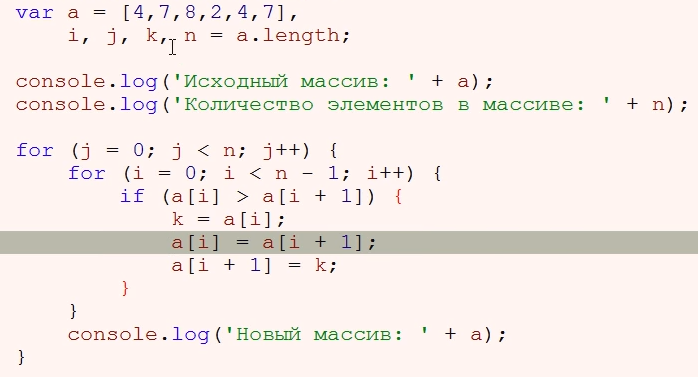 var a = [4,7,8,2,4,7],
    i, j, k, n = a.length;
console.log('Исходный массив: ' + a);
console.log('Количество элементов в массиве: ' + n);
for (j = 0; j < n; j++) {
    for (i = 0; i < n - 1; i++) {
        if (a[i] > a[i + 1]) {
            k = a[i];
            a[i] = a[i + 1];
            a[i + 1] = k;
        }
    }
    console.log('Новый массив: ' + a);
}